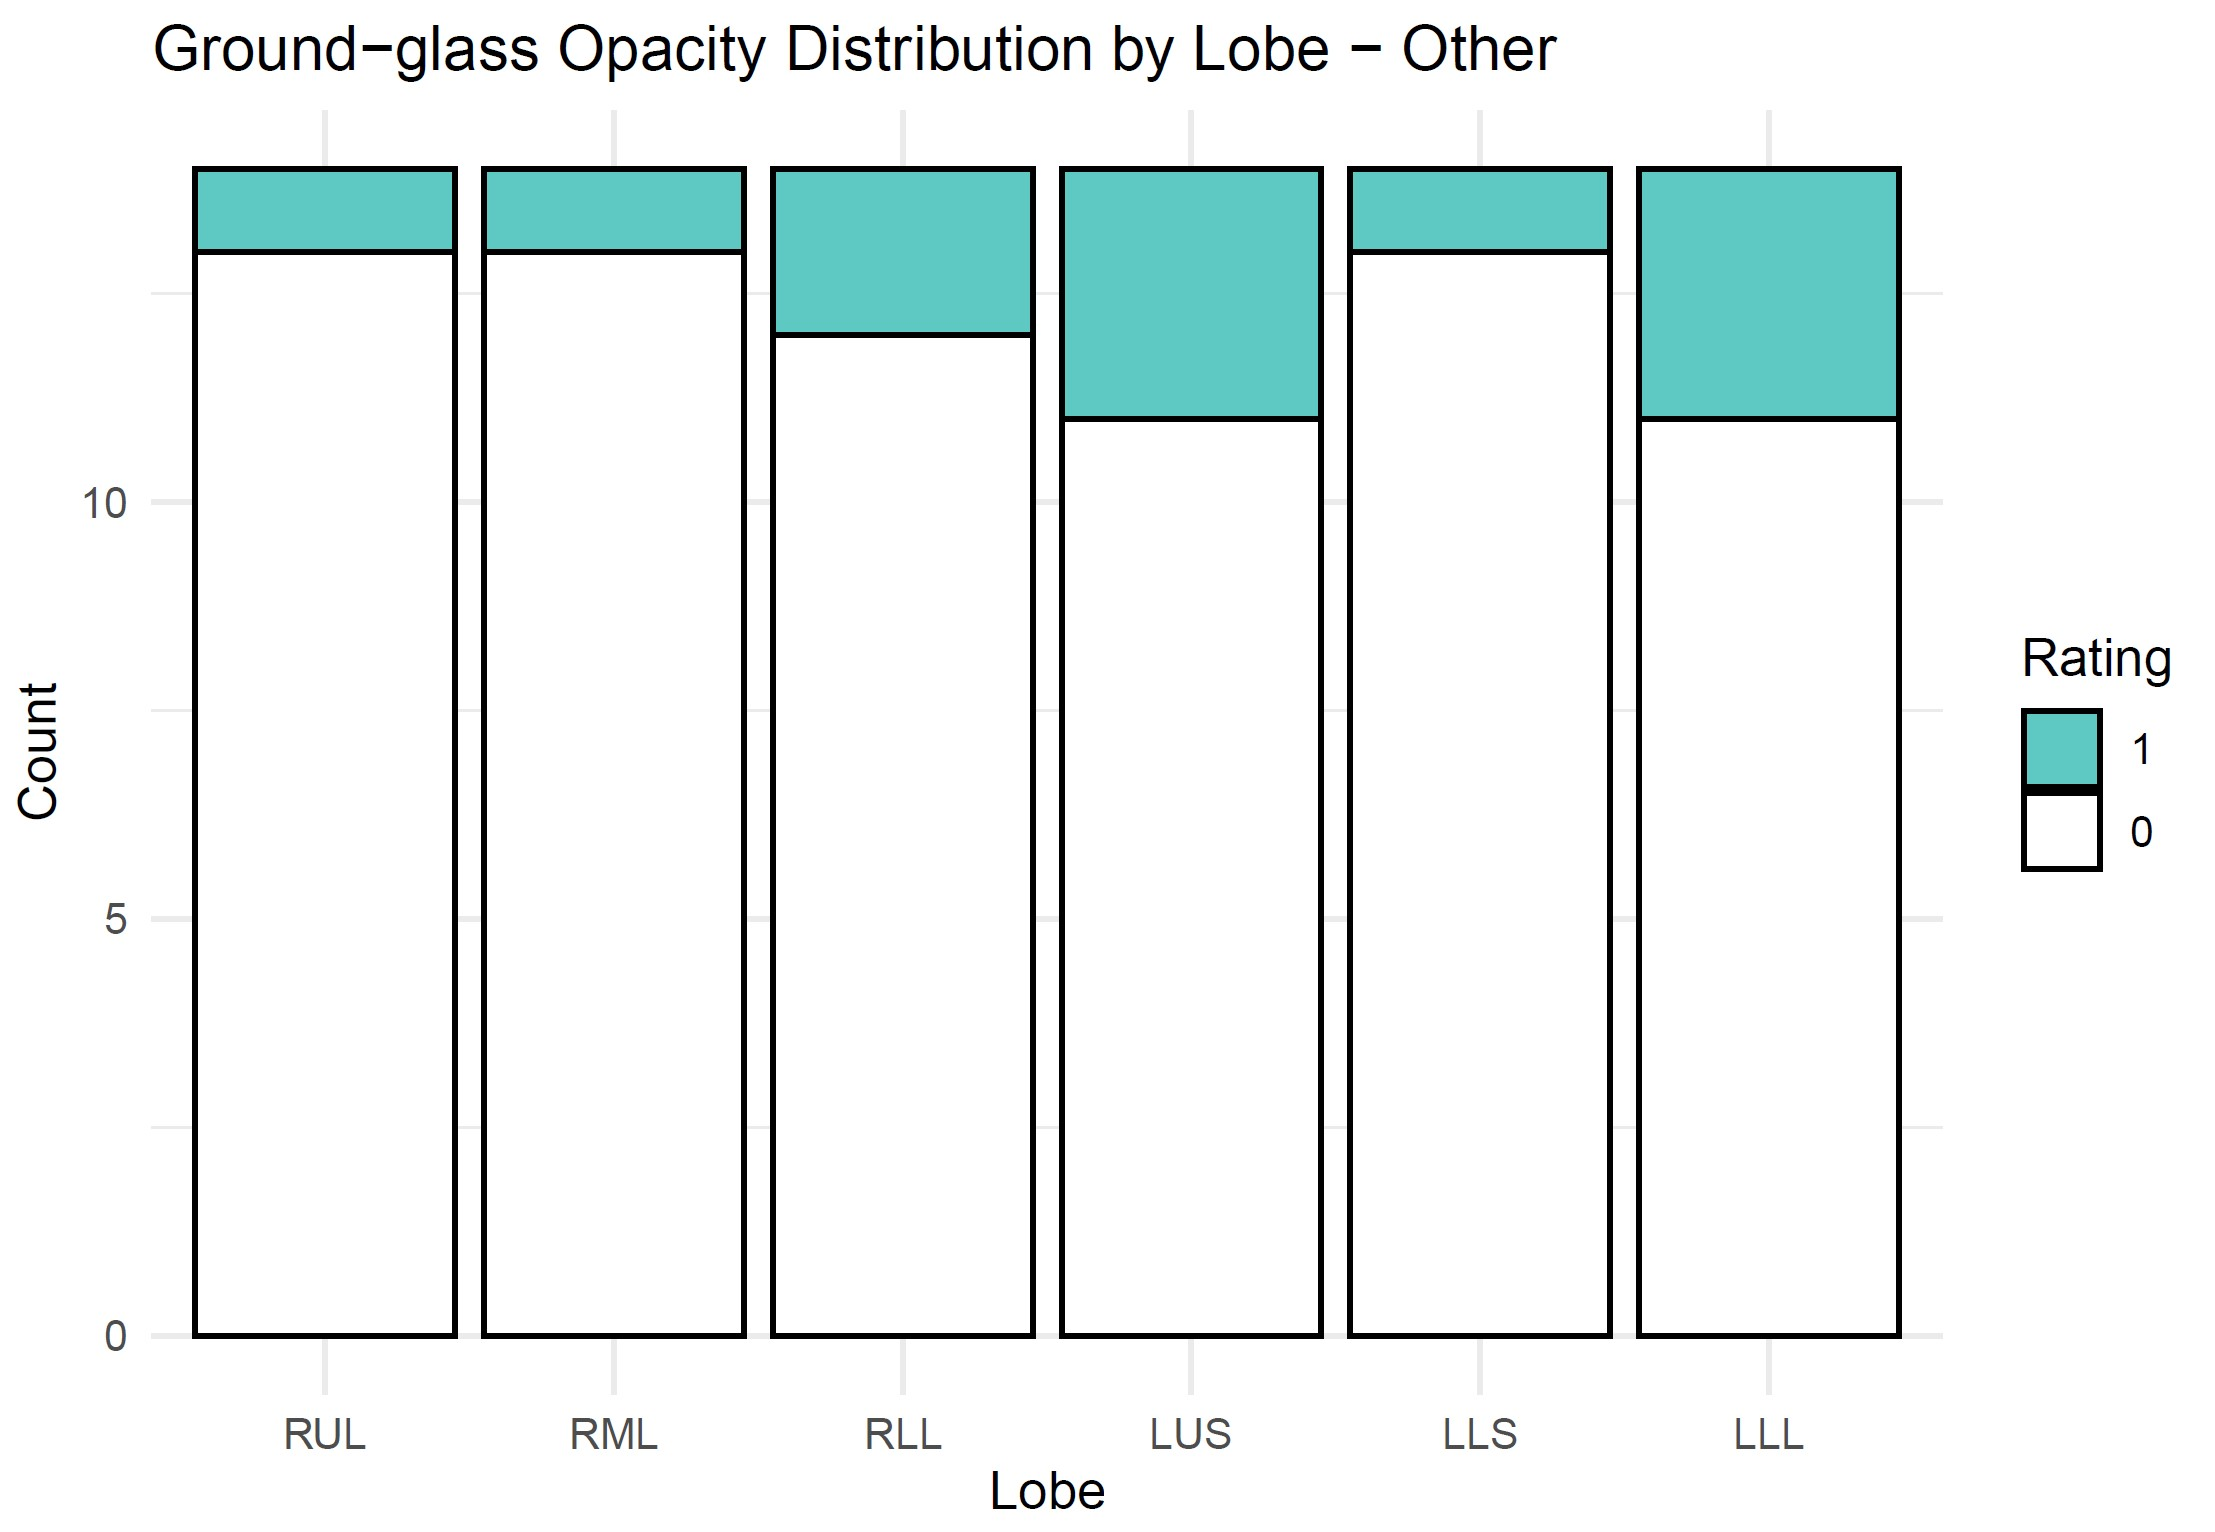 Ground−glass Opacity Distribution by Lobe − Other
Count
10
5
0
RUL RML RLL LUS LLS LLL
Lobe
Rating
1
0